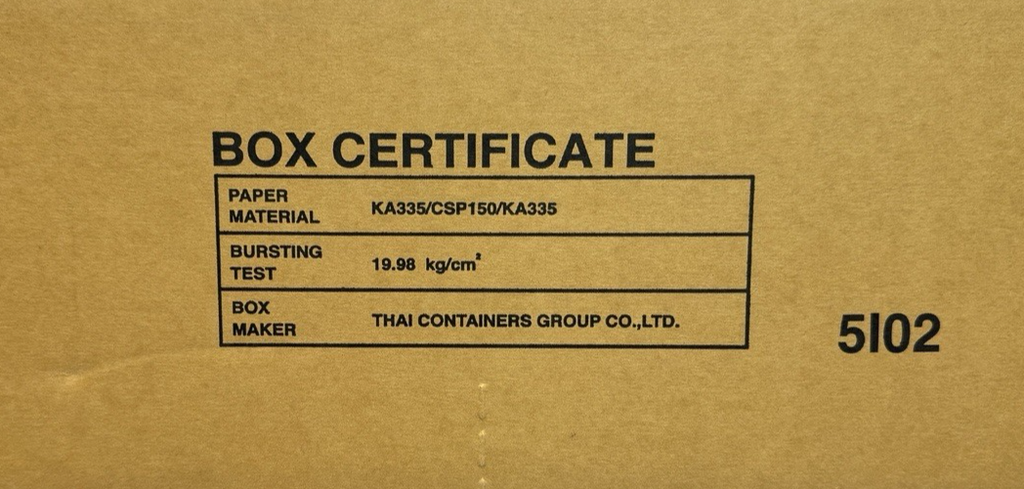 BOX CERTIFICATE
PAPER
MATERIAL
KA335/CSP150/KA335
BURSTING
TEST
19.98 kg/cm²
BOX
MAKER
THAI CONTAINERS GROUP CO.,LTD.
5I02